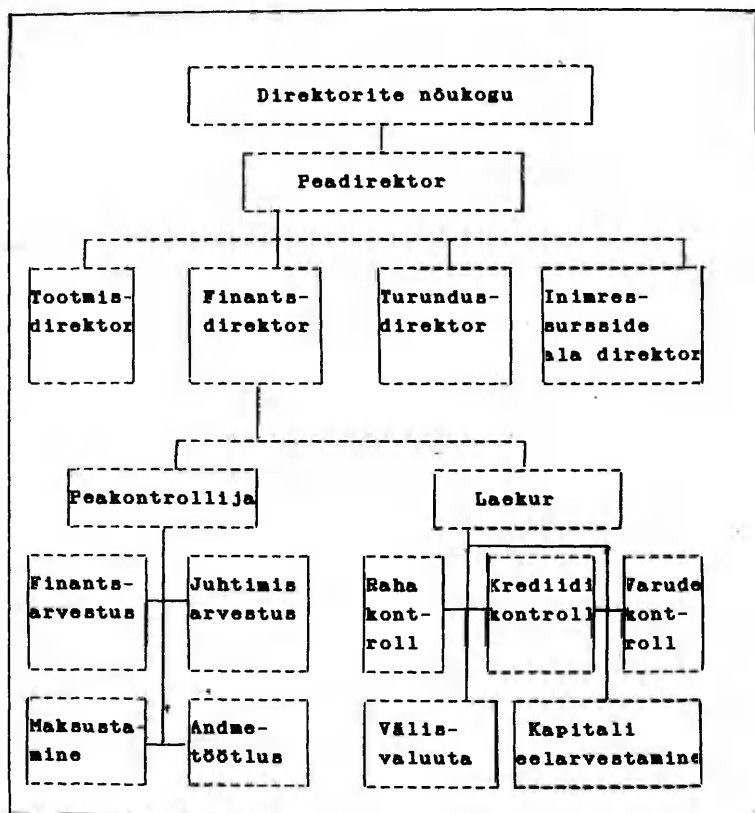 Direktorite nõukogu
Peadirektor
Tootmis-
direktor
Finants-
direktor
Turundus-
direktor
Inimres-
sursside
ala direktor
Peakontrollija
Laekur
Finants-
arvestus
Juhtimis
arvestus
Raha
kont-
roll
Krediidi
kontroll
Varude
kont-
roll
Maksusta-
mine
Andme-
töötlus
Välis-
valuuta
Kapitali
eelarvestamine